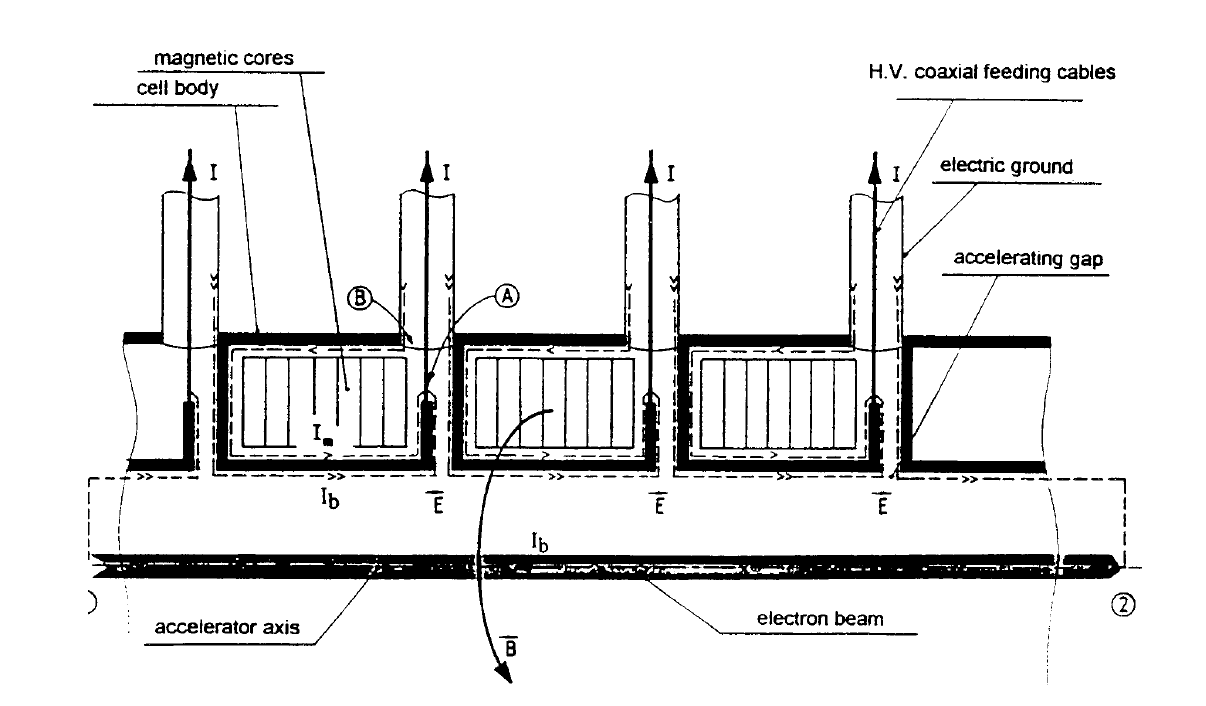 magnetic cores
cell body
H.V. coaxial feeding cables
electric ground
accelerating gap
I I I I
B A
Im
Ib E E E
Ib
accelerator axis
electron beam
B
2